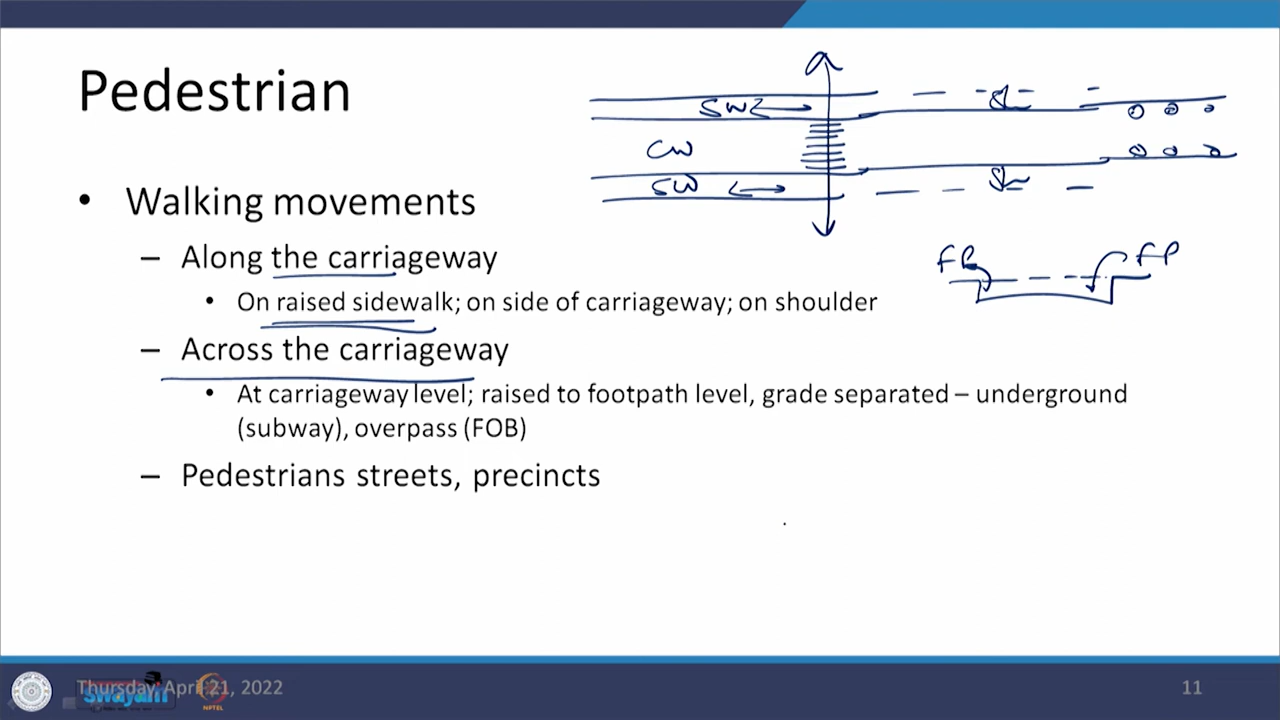 Pedestrian
SW
CW
SW
FP
FP
• Walking movements
– Along the carriageway
• On raised sidewalk; on side of carriageway; on shoulder
– Across the carriageway
• At carriageway level; raised to footpath level, grade separated – underground
(subway), overpass (FOB)
– Pedestrians streets, precincts
Thursday, April 21, 2022
swayam
NPTEL
11